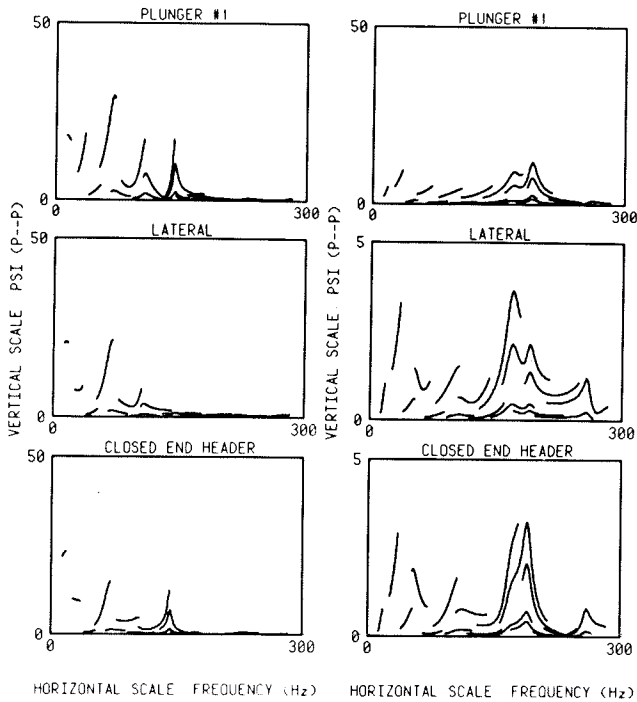 PLUNGER #1
50
0
0
300
LATERAL
50
0
0
300
CLOSED END HEADER
50
0
0
300
VERTICAL SCALE PSI (P--P)
HORIZONTAL SCALE FREQUENCY (Hz)
PLUNGER #1
50
0
0
300
LATERAL
5
0
0
300
CLOSED END HEADER
5
0
0
300
VERTICAL SCALE PSI (P--P)
HORIZONTAL SCALE FREQUENCY (Hz)